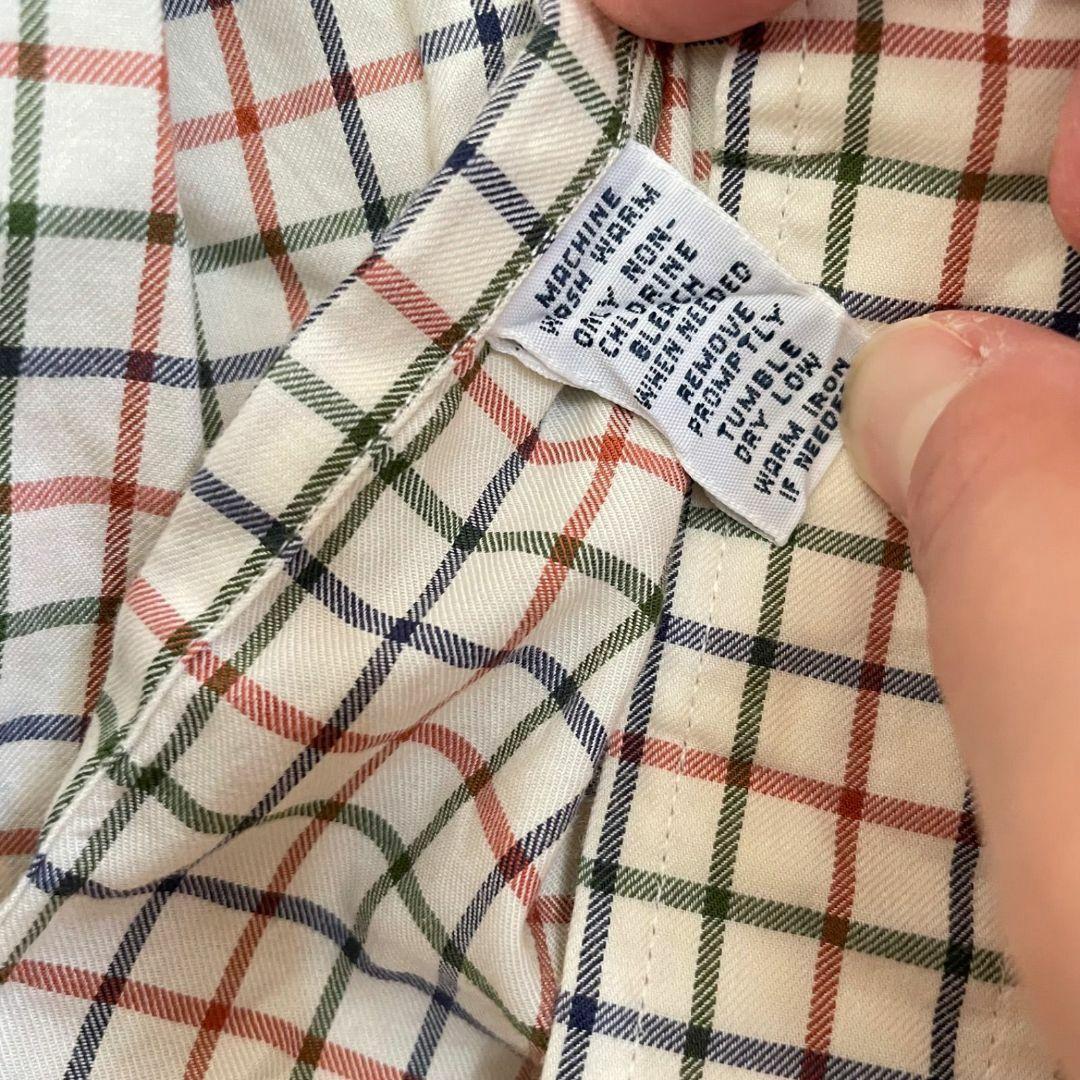 MACHINE
WASH WARM
ONLY NON-
CHLORINE
BLEACH
WHEN NEEDED
REMOVE
PROMPTLY
TUMBLE
DRY LOW
WARM IRON
IF NEEDED